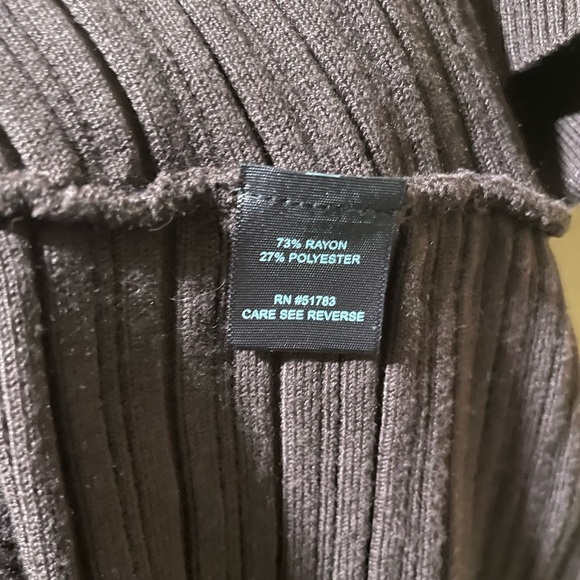 73% RAYON
27% POLYESTER
RN #51783
CARE SEE REVERSE